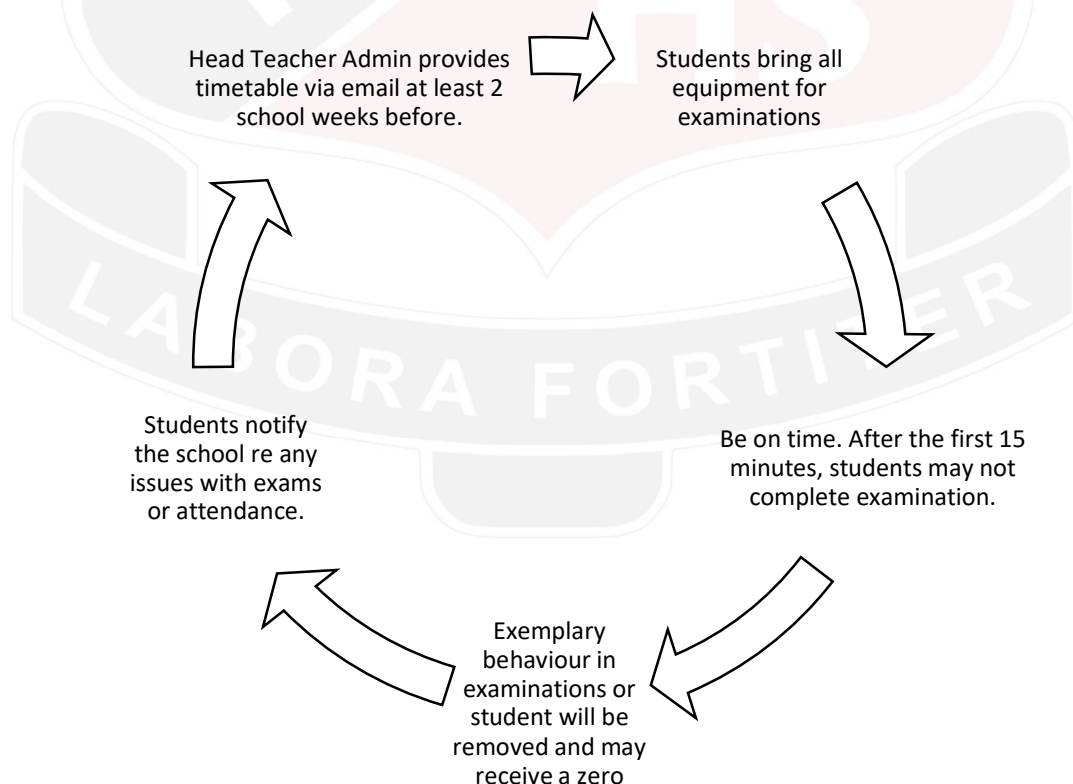 Head Teacher Admin provides
timetable via email at least 2
school weeks before.
Students bring all
equipment for
examinations
Be on time. After the first 15
minutes, students may not
complete examination.
Exemplary
behaviour in
examinations or
student will be
removed and may
receive a zero
Students notify
the school re any
issues with exams
or attendance.
HS
LABORA FORTITER